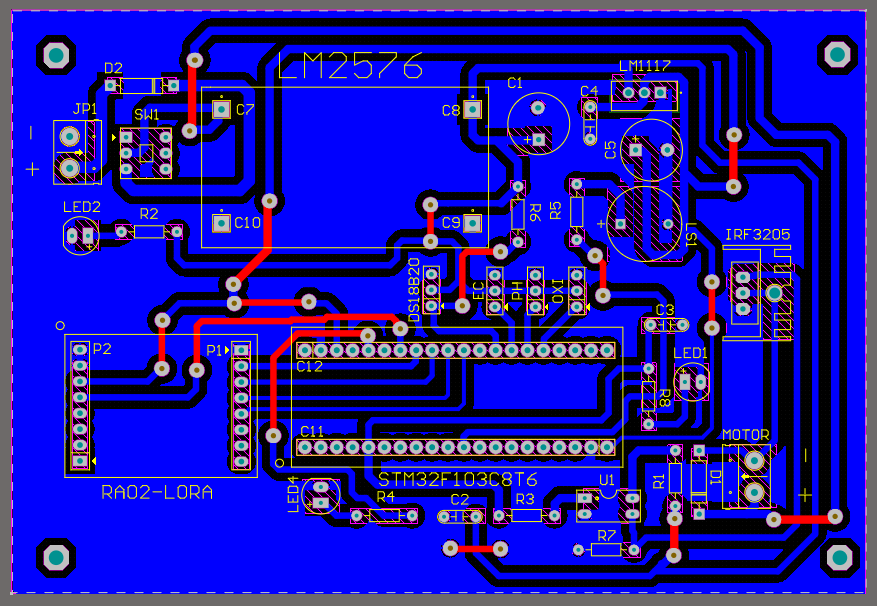 LM2576
D2
C7
C8
C1
C4
LM1117
JP1
SW1
C5
LED2
R2
C10
C9
R6
R5
LS1
IRF3205
DS18B20
EC
PH
OXI
C3
P2
P1
C12
LED1
R8
C11
MOTOR
RA02-LORA
STM32F103C8T6
LED4
R4
C2
R3
U1
R1
D1
R7